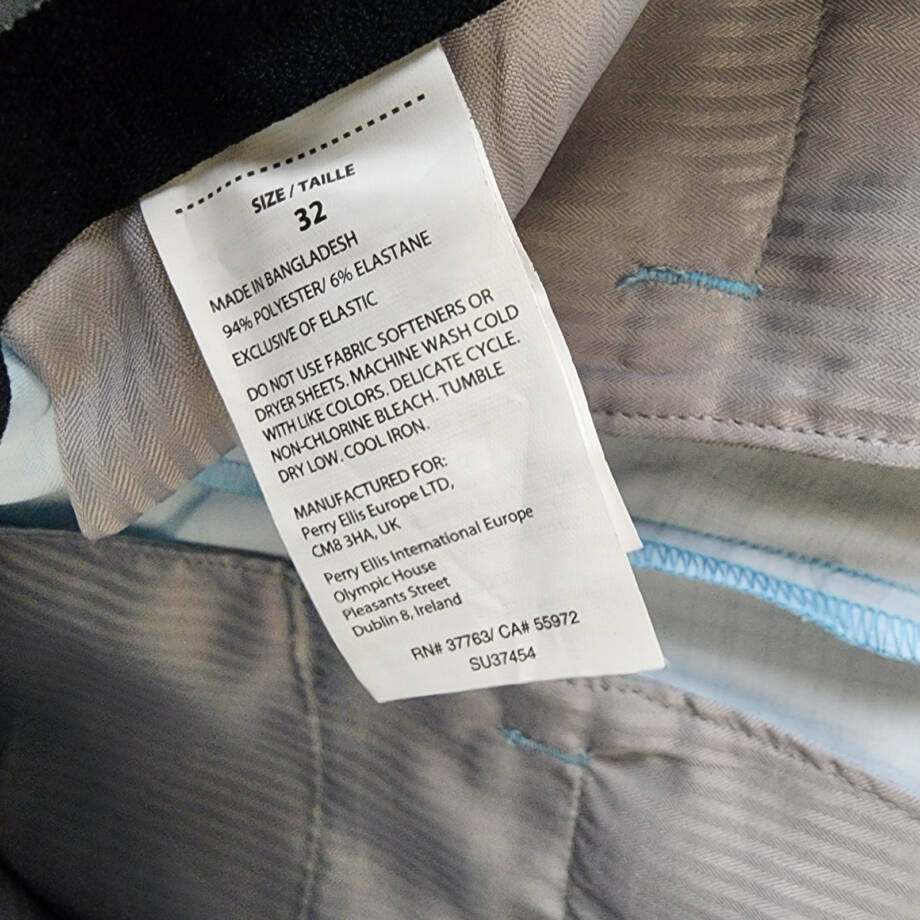 SIZE / TAILLE
32
MADE IN BANGLADESH
94% POLYESTER/ 6% ELASTANE
EXCLUSIVE OF ELASTIC
DO NOT USE FABRIC SOFTENERS OR
DRYER SHEETS. MACHINE WASH COLD
WITH LIKE COLORS. DELICATE CYCLE.
NON-CHLORINE BLEACH. TUMBLE
DRY LOW. COOL IRON.
MANUFACTURED FOR:
Perry Ellis Europe LTD,
CM8 3HA, UK
Perry Ellis International Europe
Olympic House
Pleasants Street
Dublin 8, Ireland
RN# 37763/ CA# 55972
SU37454